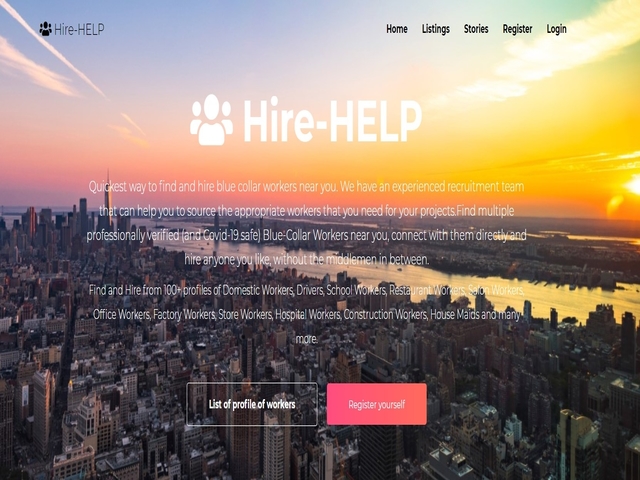 Hire-HELP
Home Listings Stories Register Login
Hire-HELP
Quickest way to find and hire blue collar workers near you. We have an experienced recruitment team
that can help you to source the appropriate workers that you need for your projects.Find multiple
professionally verified (and Covid-19 safe) Blue-Collar Workers near you, connect with them directly and
hire anyone you like, without the middlemen in between.
Find and Hire from 100+ profiles of Domestic Workers, Drivers, School Workers, Restaurant Workers, Salon Workers,
Office Workers, Factory Workers, Store Workers, Hospital Workers, Construction Workers, House Maids and many
more.
List of profile of workers
Register yourself